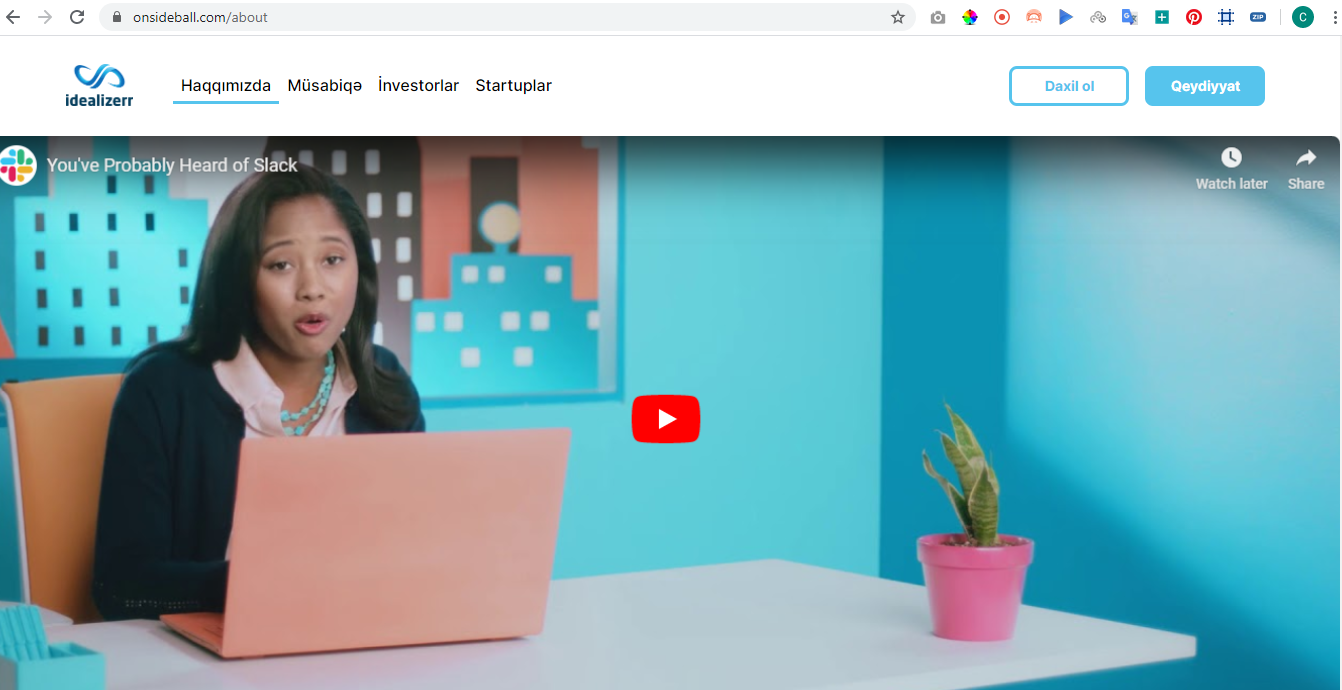 onsideball.com/about
ZIP
C
idealizerr
Haqqımızda Müsabiqə İnvestorlar Startuplar
Daxil ol
Qeydiyyat
You've Probably Heard of Slack
Watch later
Share